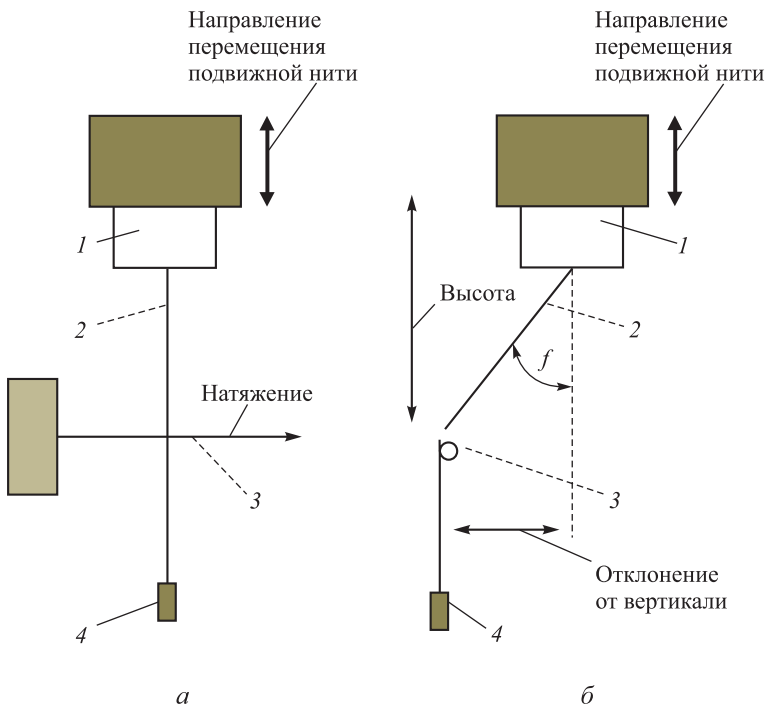 Направление
перемещения
подвижной нити
Направление
перемещения
подвижной нити
1
1
Высота
2
2
f
Натяжение
3
3
Отклонение
от вертикали
4
4
а
б